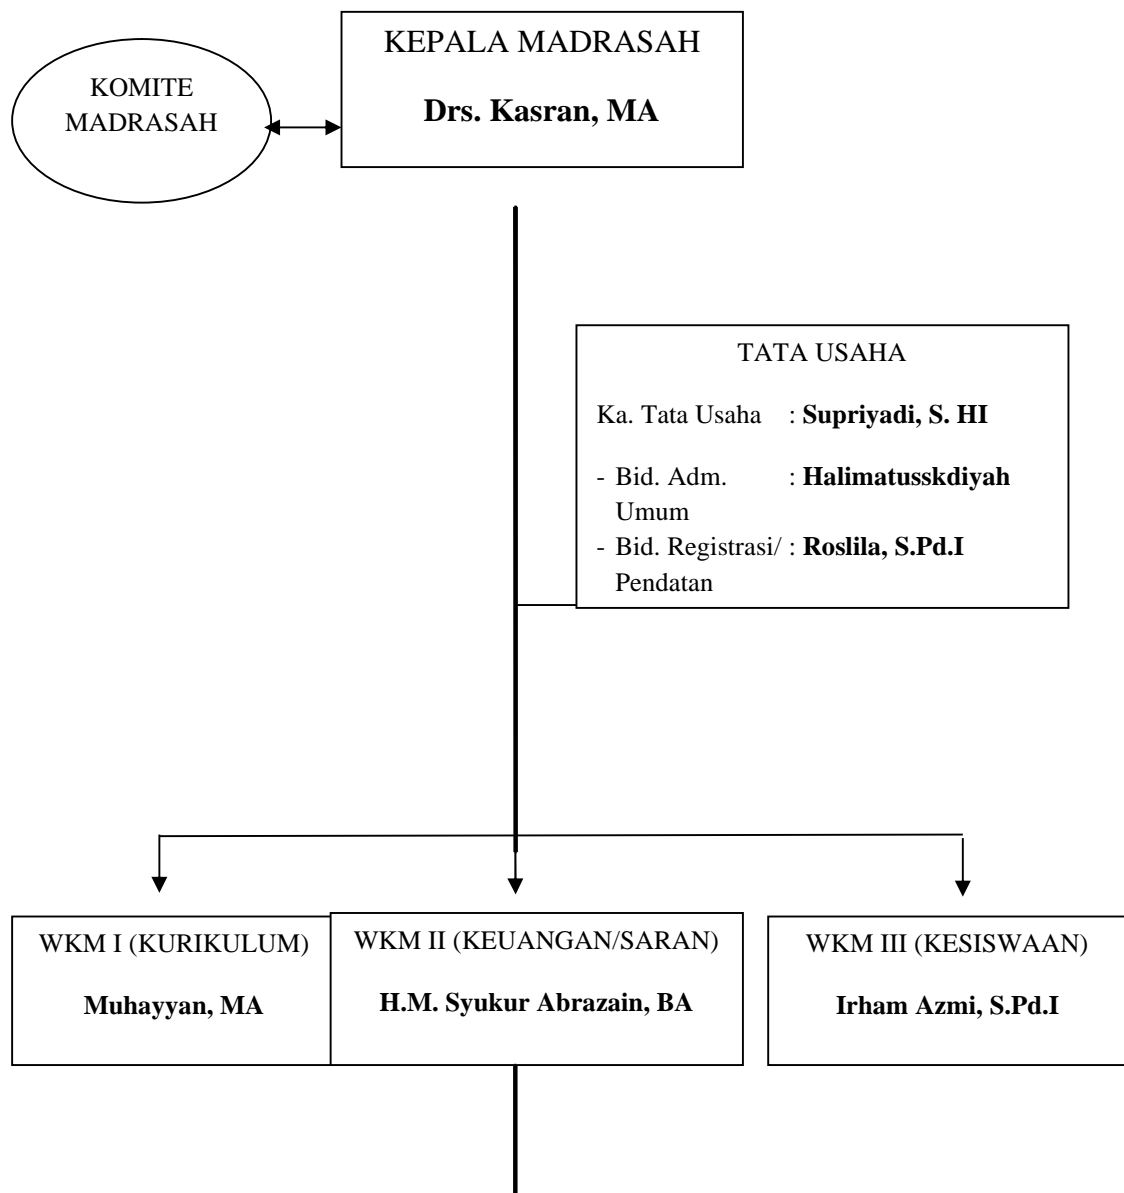 KOMITE
MADRASAH
KEPALA MADRASAH
Drs. Kasran, MA
TATA USAHA
Ka. Tata Usaha : Supriyadi, S. HI
- Bid. Adm. : Halimatusskdiyah
Umum
- Bid. Registrasi/ : Roslila, S.Pd.I
Pendatan
WKM I (KURIKULUM)
Muhayyan, MA
WKM II (KEUANGAN/SARAN)
H.M. Syukur Abrazain, BA
WKM III (KESISWAAN)
Irham Azmi, S.Pd.I